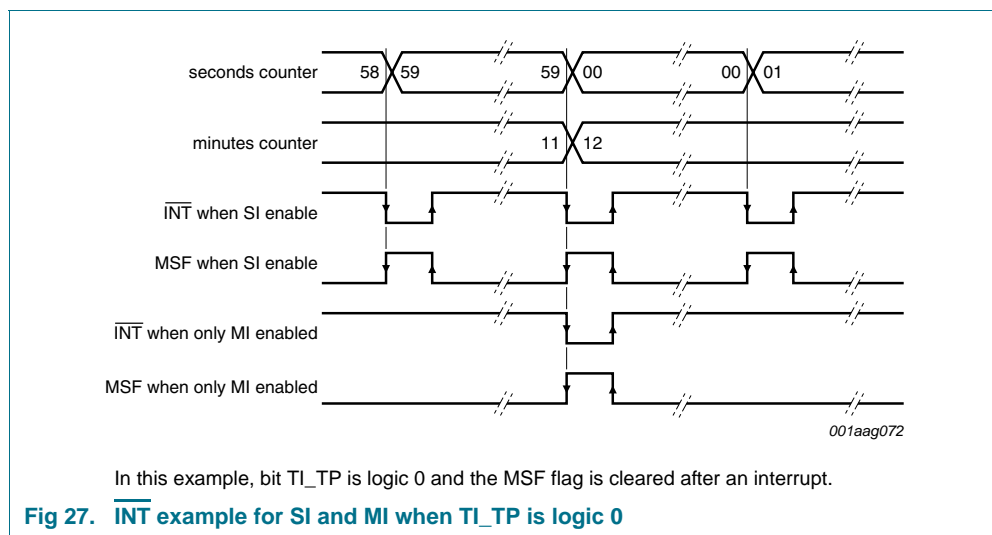 seconds counter 58 59 59 00 00 01
minutes counter 11 12
INT when SI enable
MSF when SI enable
INT when only MI enabled
MSF when only MI enabled
001aag072
In this example, bit TI_TP is logic 0 and the MSF flag is cleared after an interrupt.
Fig 27. INT example for SI and MI when TI_TP is logic 0